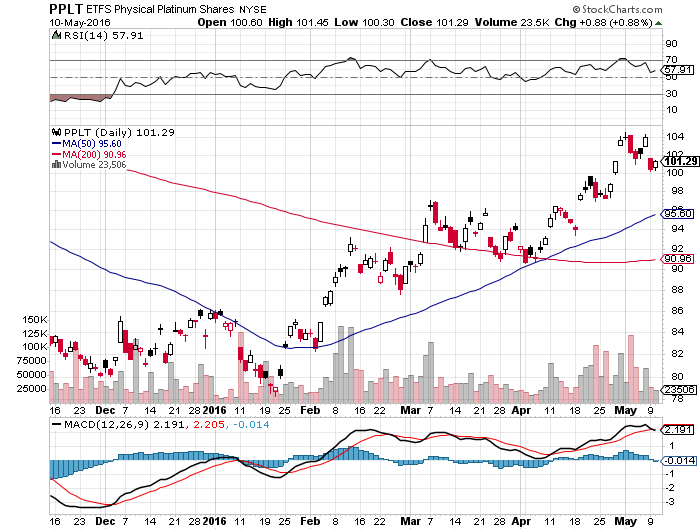 PPLT ETFS Physical Platinum Shares NYSE © StockCharts.com
10-May-2016 Open 100.60 High 101.45 Low 100.30 Close 101.29 Volume 23.5K Chg +0.88 (+0.88%)
RSI(14) 57.91
90
70
57.91
50
30
10
PPLT (Daily) 101.29
MA(50) 95.60
MA(200) 90.96
Volume 23,506
104
102
101.29
100
98
96
95.60
94
92
90.96
90
88
86
84
82
80
78
150K
125K
100K
75000
50000
25000
23506
16 23 Dec 7 14 21 28 2016 11 19 25 Feb 8 16 22 Mar 7 14 21 28 Apr 11 18 25 May 9
MACD(12,26,9) 2.191, 2.205, -0.014
2.191
2
1
-0.014
-1
-2
-3
16 23 Dec 7 14 21 28 2016 11 19 25 Feb 8 16 22 Mar 7 14 21 28 Apr 11 18 25 May 9